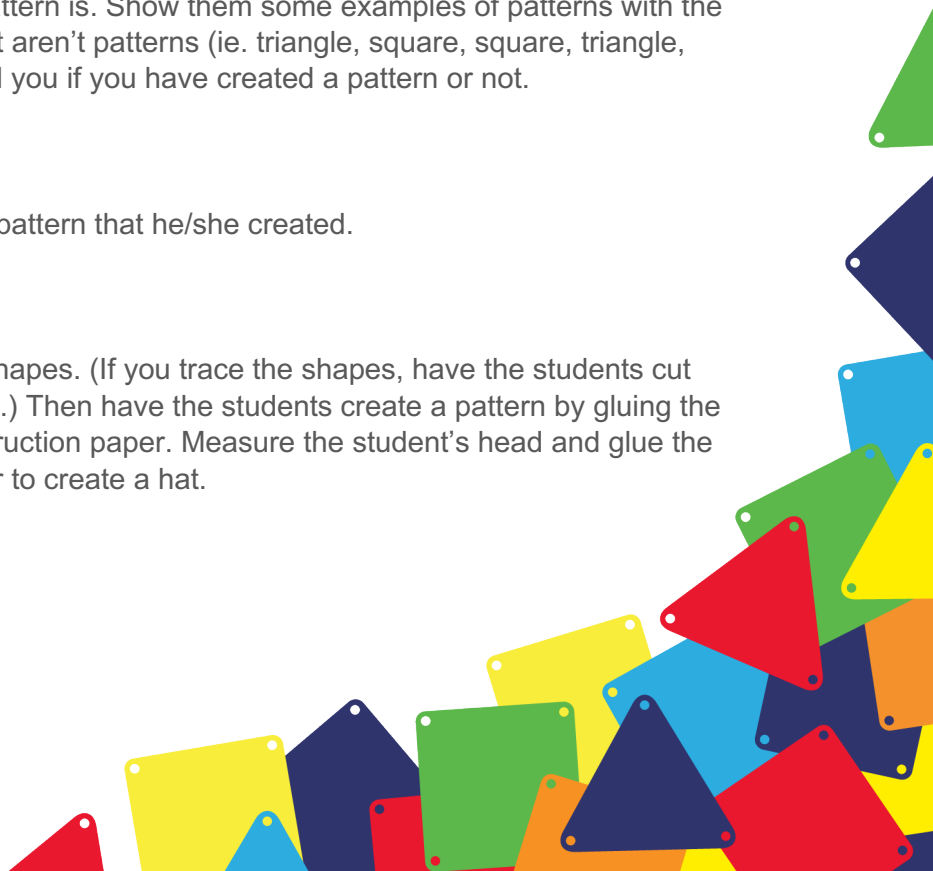 ttern is. Show them some examples of patterns with the
t aren’t patterns (ie. triangle, square, square, triangle,
you if you have created a pattern or not.
pattern that he/she created.
hapes. (If you trace the shapes, have the students cut
.) Then have the students create a pattern by gluing the
ruction paper. Measure the student’s head and glue the
to create a hat.